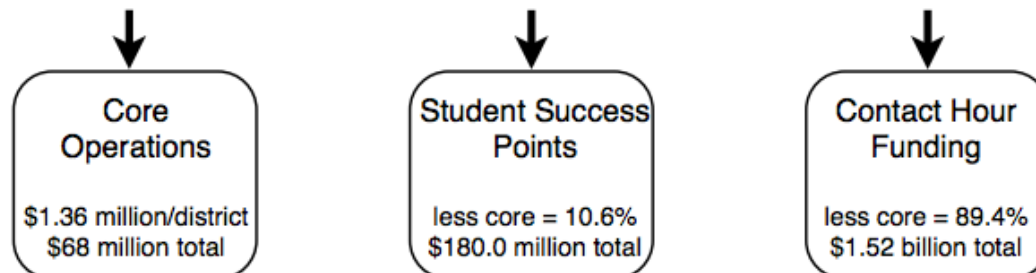 Core
Operations
$1.36 million/district
$68 million total
Student Success
Points
less core = 10.6%
$180.0 million total
Contact Hour
Funding
less core = 89.4%
$1.52 billion total